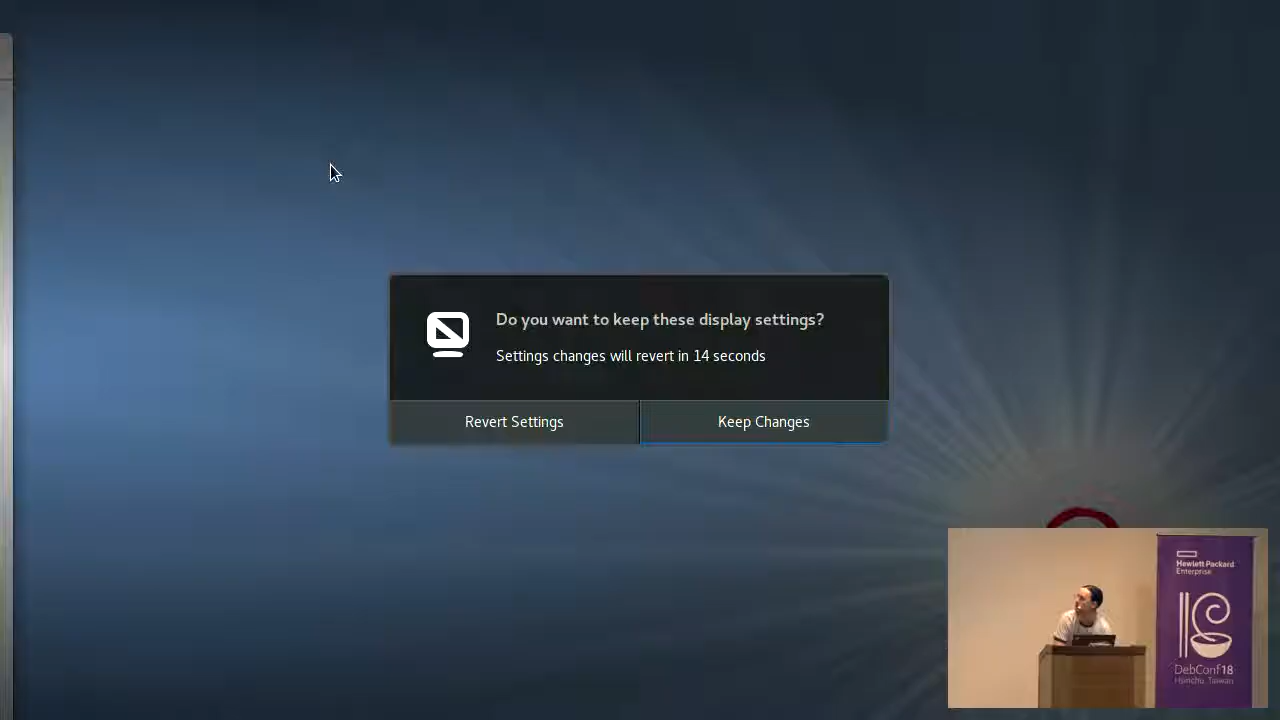 Do you want to keep these display settings?
Settings changes will revert in 14 seconds
Revert Settings
Keep Changes
Hewlett Packard
Enterprise
DebConf18
Hsinchu, Taiwan